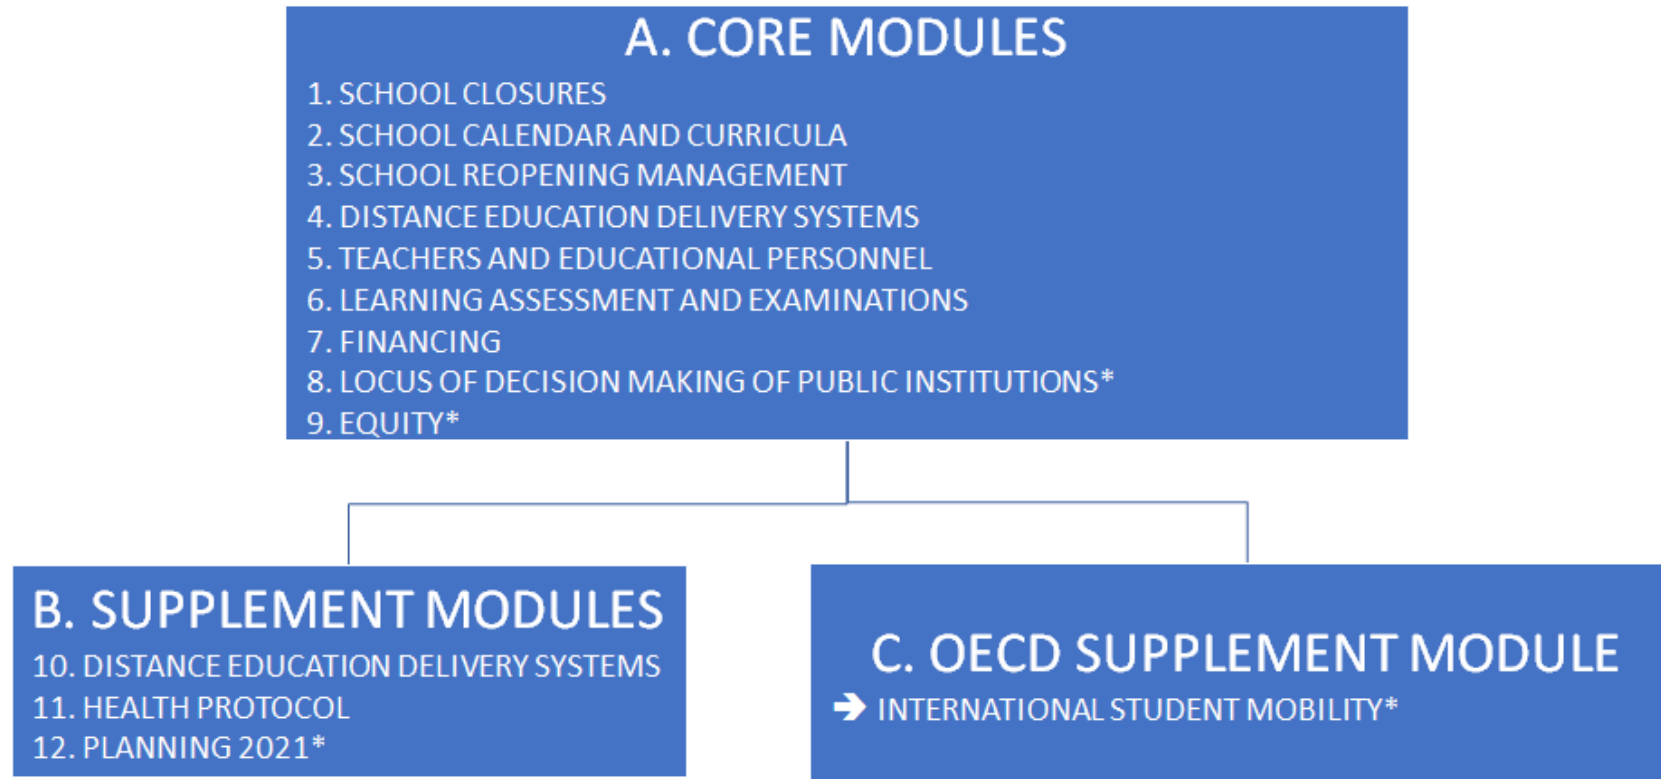 A. CORE MODULES
1. SCHOOL CLOSURES
2. SCHOOL CALENDAR AND CURRICULA
3. SCHOOL REOPENING MANAGEMENT
4. DISTANCE EDUCATION DELIVERY SYSTEMS
5. TEACHERS AND EDUCATIONAL PERSONNEL
6. LEARNING ASSESSMENT AND EXAMINATIONS
7. FINANCING
8. LOCUS OF DECISION MAKING OF PUBLIC INSTITUTIONS*
9. EQUITY*
B. SUPPLEMENT MODULES
10. DISTANCE EDUCATION DELIVERY SYSTEMS
11. HEALTH PROTOCOL
12. PLANNING 2021*
C. OECD SUPPLEMENT MODULE
➔ INTERNATIONAL STUDENT MOBILITY*